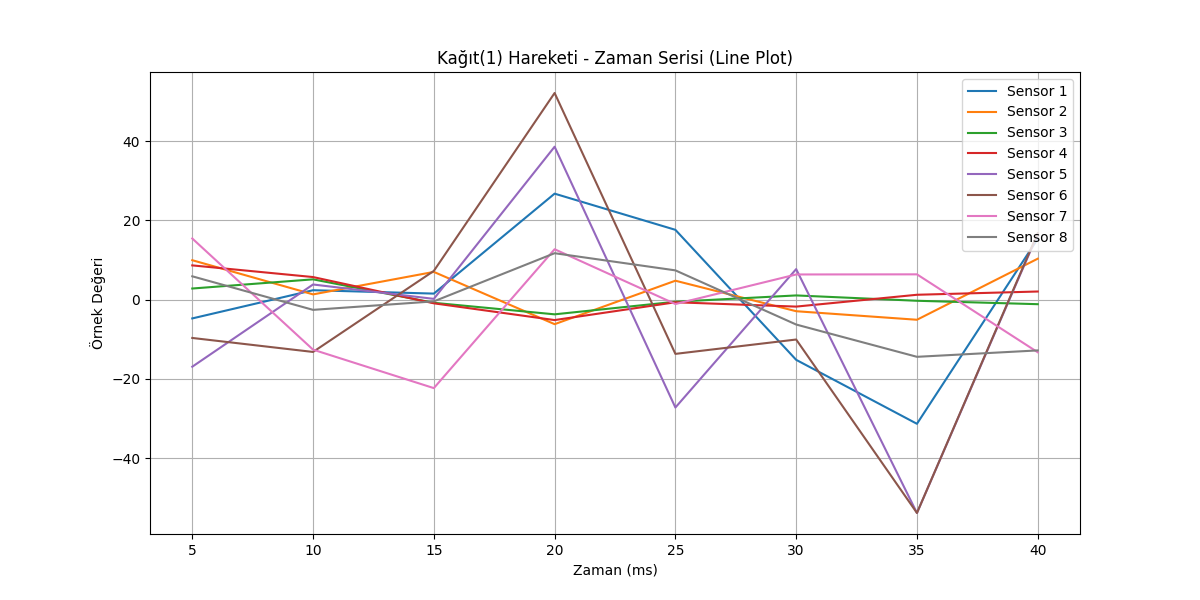 Kağıt(1) Hareketi - Zaman Serisi (Line Plot)
Sensor 1
Sensor 2
Sensor 3
Sensor 4
Sensor 5
Sensor 6
Sensor 7
Sensor 8
Örnek Değeri
40
20
0
−20
−40
5 10 15 20 25 30 35 40
Zaman (ms)